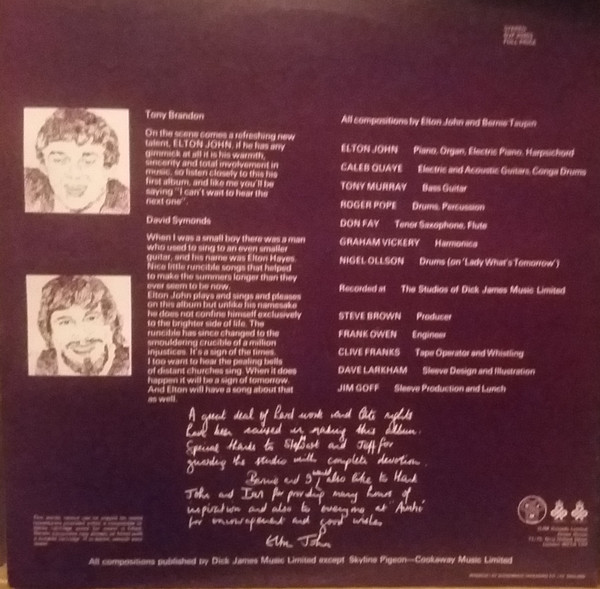 STEREO
FULL PRICE
Tony Brandon
On the scene comes a refreshing new
talent, ELTON JOHN, if he has any
gimmick at all it is his warmth,
sincerity and total involvement in
music, so listen closely to this his
first album, and like me you'll be
saying "I can't wait to hear the
next one".
David Symonds
When I was a small boy there was a man
who used to sing to an even smaller
guitar, and his name was Elton Hayes.
Nice little runcible songs that helped
to make the summers longer than they
ever seem to be now.
Elton John plays and sings and pleases
on this album but unlike his namesake
he does not confine himself exclusively
to the brighter side of life. The
runcible has since changed to the
smouldering crucible of a million
injustices. It's a sign of the times.
I too want to hear the pealing bells
of distant churches sing. When it does
happen it will be a sign of tomorrow.
And Elton will have a song about that
as well.
All compositions by Elton John and Bernie Taupin
ELTON JOHN Piano, Organ, Electric Piano, Harpsichord
CALEB QUAYE Electric and Acoustic Guitars, Conga Drums
TONY MURRAY Bass Guitar
ROGER POPE Drums, Percussion
DON FAY Tenor Saxophone, Flute
GRAHAM VICKERY Harmonica
NIGEL OLLSON Drums (on 'Lady What's Tomorrow')
Recorded at The Studios of Dick James Music Limited
STEVE BROWN Producer
FRANK OWEN Engineer
CLIVE FRANKS Tape Operator and Whistling
DAVE LARKHAM Sleeve Design and Illustration
JIM GOFF Sleeve Production and Lunch
A great deal of hard work and late nights
have been caused in making this album.
Special thanks to Stewart and Jeff for
guarding the studio with complete devotion.
Bernie and I would also like to thank
John and Ian for providing many hours of
inspiration and also to everyone at
for encouragement and good wishes
Elton John
All compositions published by Dick James Music Limited except Skyline Pigeon—Cookaway Music Limited